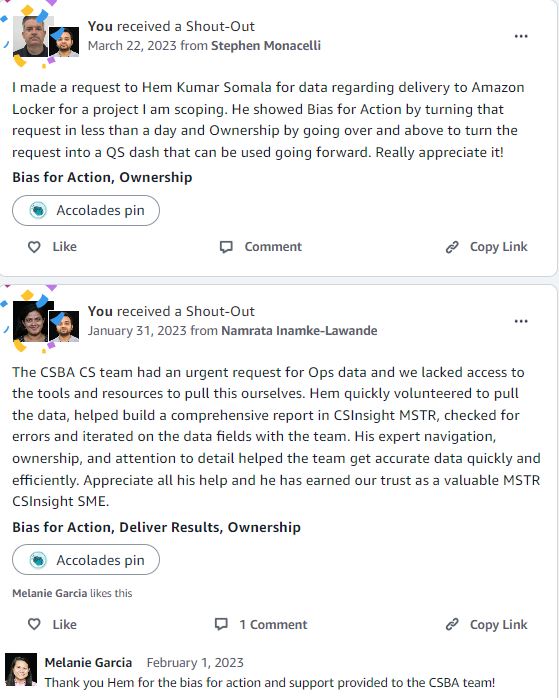 You received a Shout-Out
March 22, 2023 from Stephen Monacelli
I made a request to Hem Kumar Somala for data regarding delivery to Amazon
Locker for a project I am scoping. He showed Bias for Action by turning that
request in less than a day and Ownership by going over and above to turn the
request into a QS dash that can be used going forward. Really appreciate it!
Bias for Action, Ownership
Accolades pin
Like Comment Copy Link
You received a Shout-Out
January 31, 2023 from Namrata Inamke-Lawande
The CSBA CS team had an urgent request for Ops data and we lacked access to
the tools and resources to pull this ourselves. Hem quickly volunteered to pull
the data, helped build a comprehensive report in CSInsight MSTR, checked for
errors and iterated on the data fields with the team. His expert navigation,
ownership, and attention to detail helped the team get accurate data quickly and
efficiently. Appreciate all his help and he has earned our trust as a valuable MSTR
CSInsight SME.
Bias for Action, Deliver Results, Ownership
Accolades pin
Melanie Garcia likes this
Like 1 Comment Copy Link
Melanie Garcia February 1, 2023
Thank you Hem for the bias for action and support provided to the CSBA team!